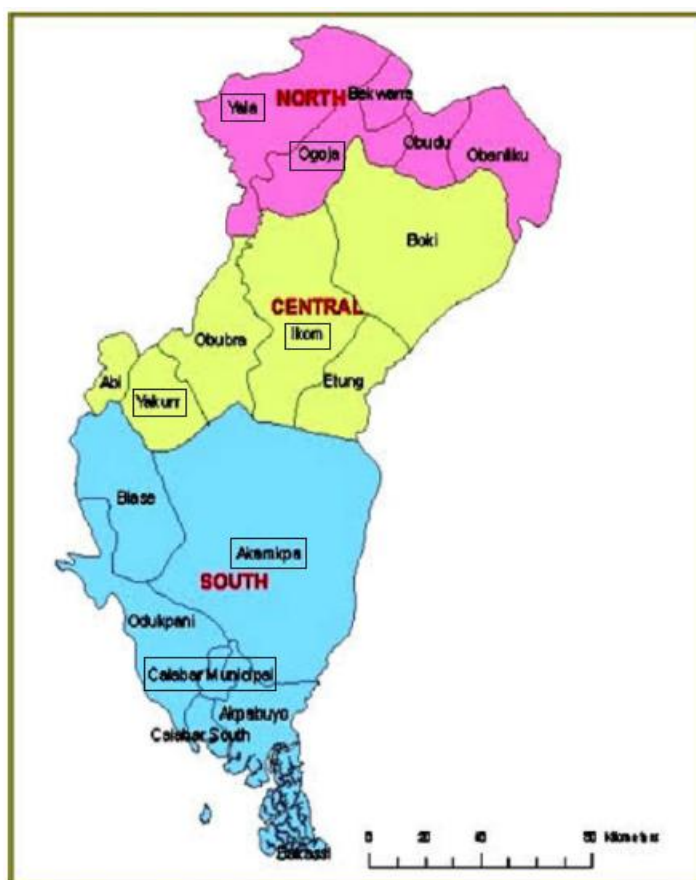 NORTH
Bekwarra
Yala
Obudu
Ogoja
Obanliku
Boki
CENTRAL
Ikom
Obubra
Etung
Abi
Yakurr
Biase
Akamkpa
SOUTH
Odukpani
Calabar Municipal
Akpabuyo
Calabar South
Bakassi
0 20 40 80 Kilometers